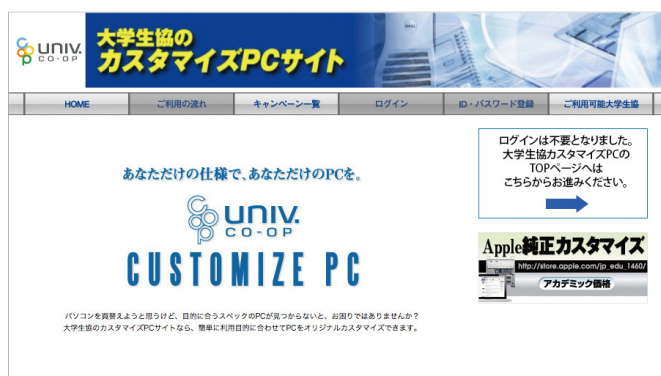 UNIV.
CO-OP
大学生協の
カスタマイズPCサイト
HOME
ご利用の流れ
キャンペーン一覧
ログイン
ID・パスワード登録
ご利用可能大学生協
ログインは不要となりました。
大学生協カスタマイズPCの
TOPページへは
こちらからお進みください。
あなただけの仕様で、あなただけのPCを。
UNIV.
CO-OP
CUSTOMIZE PC
Apple純正カスタマイズ
http://store.apple.com/jp_edu_1460/
アカデミック価格
パソコンを買替えようと思うけど、目的に合うスペックのPCが見つからないと、お困りではありませんか？
大学生協のカスタマイズPCサイトなら、簡単に利用目的に合わせてPCをオリジナルカスタマイズできます。